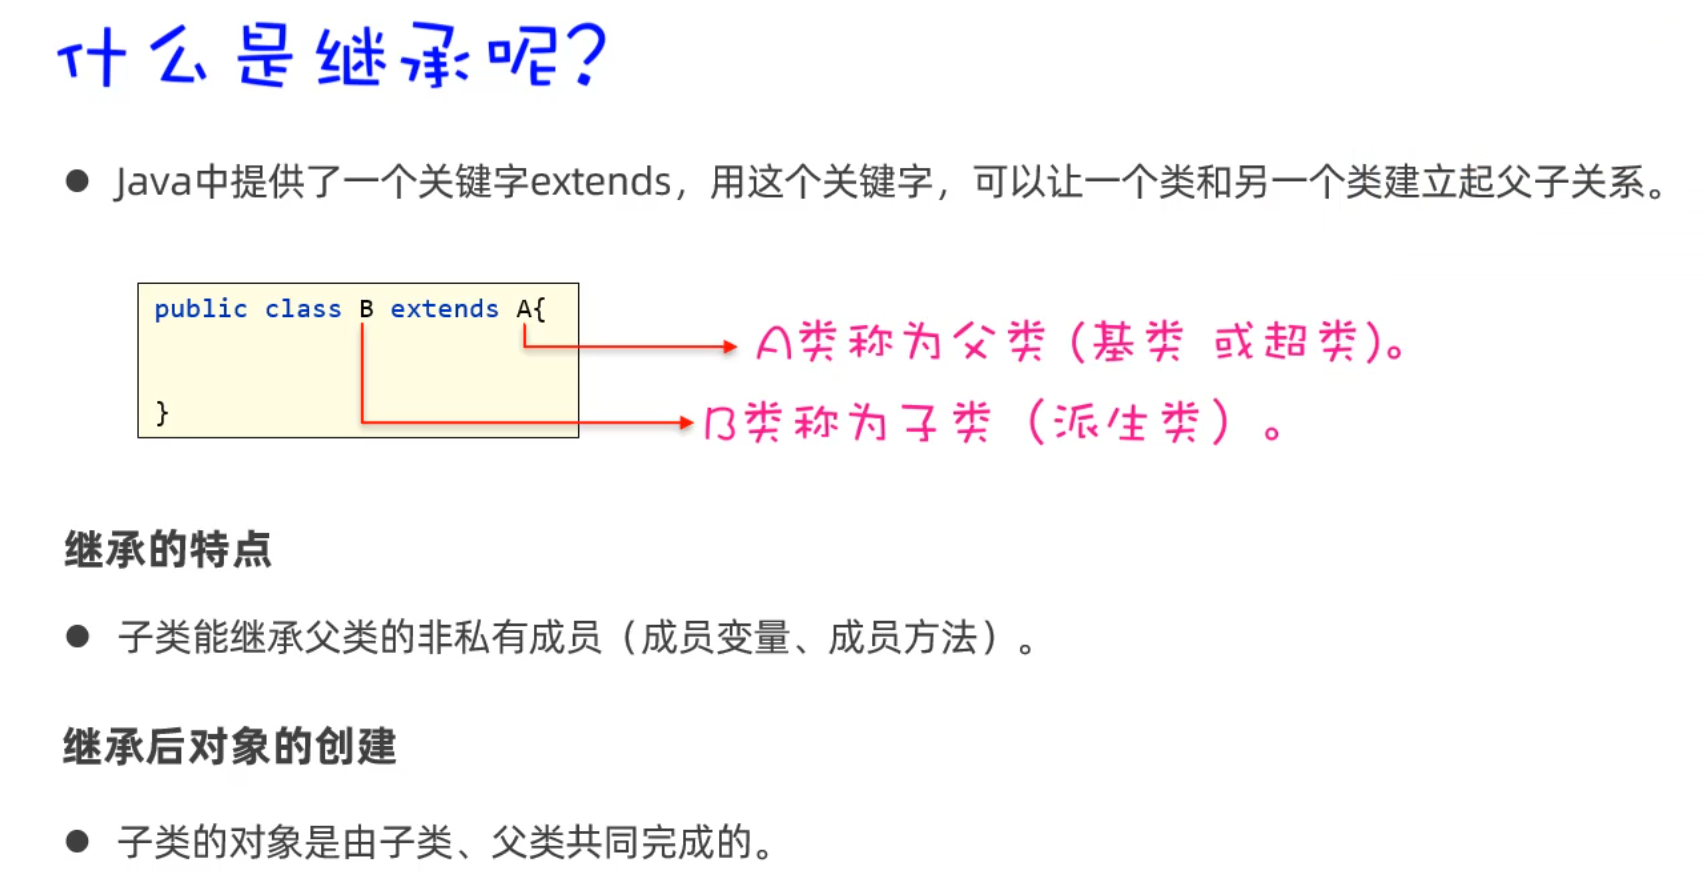 什么是继承呢？
● Java中提供了一个关键字extends，用这个关键字，可以让一个类和另一个类建立起父子关系。
public class B extends A{
A类称为父类（基类 或超类）。
}
B类称为子类（派生类）。
继承的特点
● 子类能继承父类的非私有成员（成员变量、成员方法）。
继承后对象的创建
● 子类的对象是由子类、父类共同完成的。